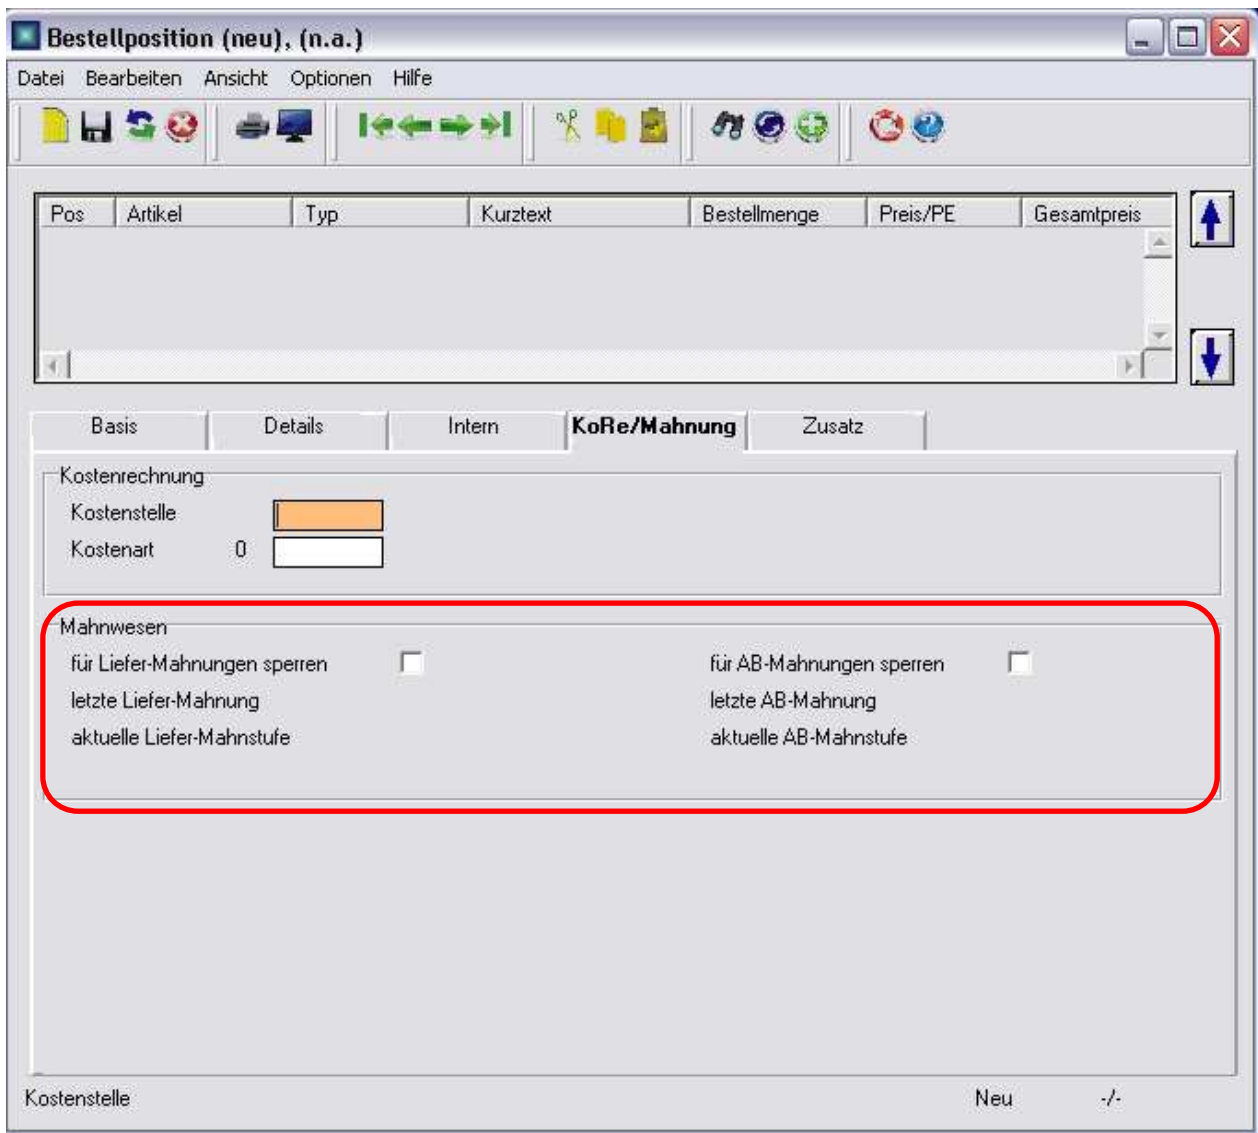 Bestellposition (neu), (n.a.)
Datei Bearbeiten Ansicht Optionen Hilfe
Pos Artikel Typ Kurztext Bestellmenge Preis/PE Gesamtpreis
Basis Details Intern KoRe/Mahnung Zusatz
Kostenrechnung
Kostenstelle
Kostenart 0
Mahnwesen
für Liefer-Mahnungen sperren für AB-Mahnungen sperren
letzte Liefer-Mahnung letzte AB-Mahnung
aktuelle Liefer-Mahnstufe aktuelle AB-Mahnstufe
Kostenstelle Neu -/-